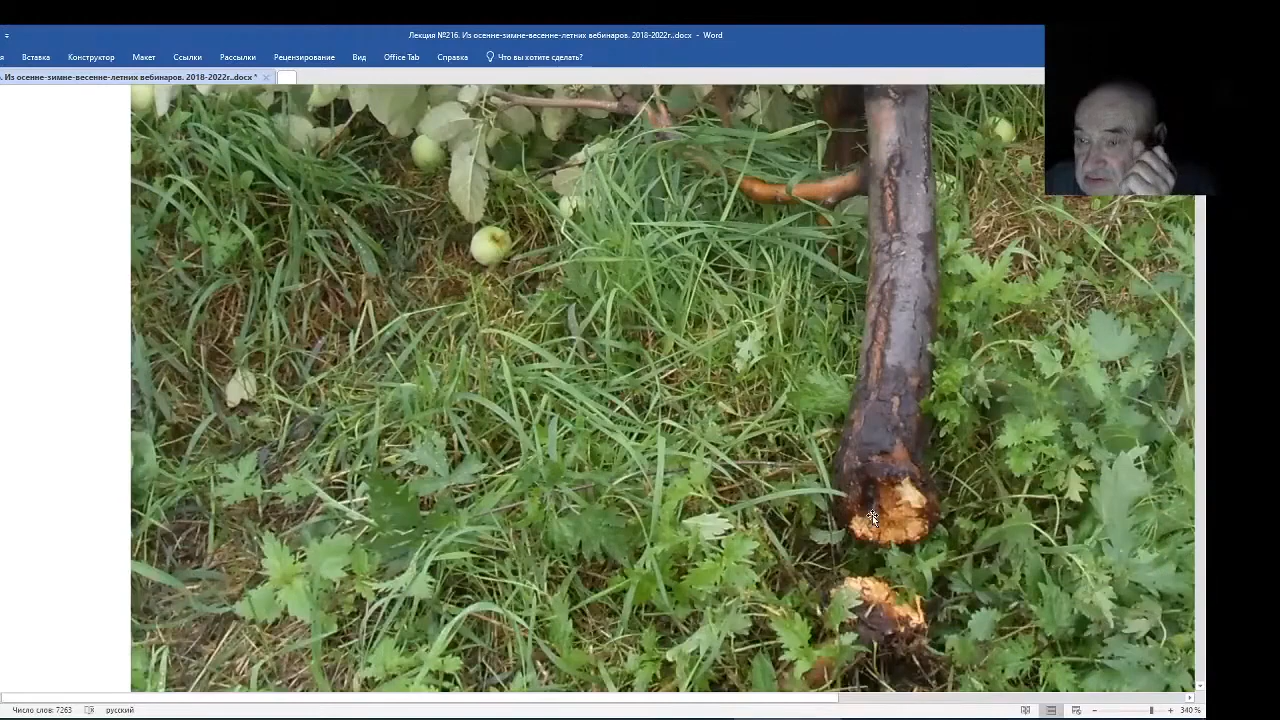 Лекция №216. Из осенне-зимне-весенне-летних вебинаров. 2018-2022г..docx - Word
Вставка Конструктор Макет Ссылки Рассылки Рецензирование Вид Office Tab Справка Что вы хотите сделать?
. Из осенне-зимне-весенне-летних вебинаров. 2018-2022г..docx *
Число слов: 7263 русский 340 %